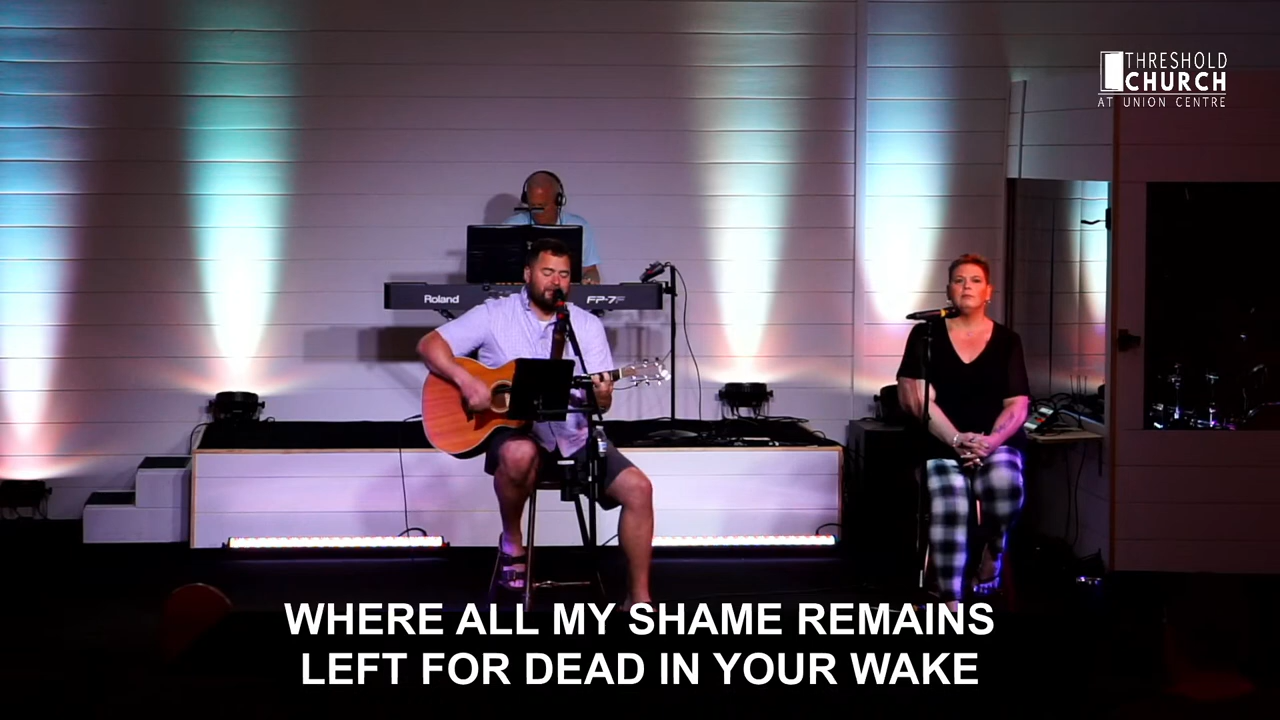 THRESHOLD
CHURCH
AT UNION CENTRE
Roland
FP-7F
WHERE ALL MY SHAME REMAINS
LEFT FOR DEAD IN YOUR WAKE